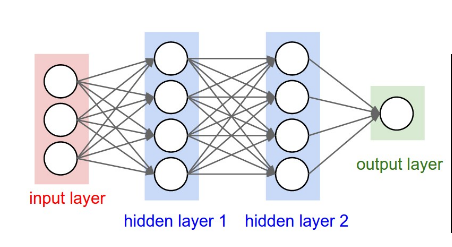 input layer
hidden layer 1
hidden layer 2
output layer